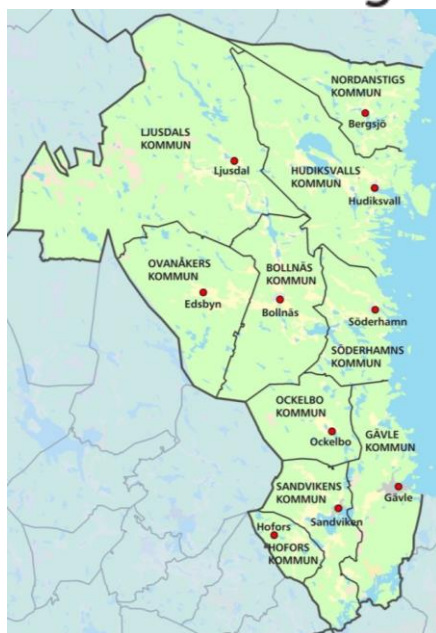 NORDANSTIGS
KOMMUN
Bergsjö
LJUSDALS
KOMMUN
Ljusdal
HUDIKSVALLS
KOMMUN
Hudiksvall
OVANÅKERS
KOMMUN
Edsbyn
BOLLNÄS
KOMMUN
Bollnäs
Söderhamn
SÖDERHAMNS
KOMMUN
OCKELBO
KOMMUN
Ockelbo
GÄVLE
KOMMUN
Gävle
SANDVIKENS
KOMMUN
Sandviken
Hofors
HOFORS
KOMMUN